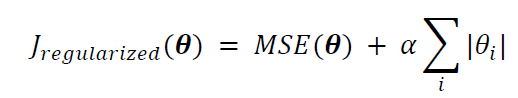 J_regularized(θ) = MSE(θ) + α ∑_i |θ_i|